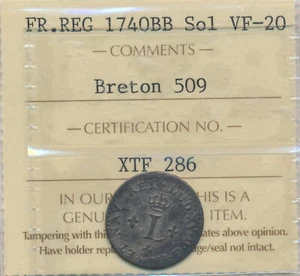 FR.REG 1740BB Sol VF-20
— COMMENTS —
Breton 509
— CERTIFICATION NO. —
XTF 286
IN OUR HIS IS A
GENU ITEM.
Tampering with thi ates above opinion.
Have holder rep ge/seal not intact.